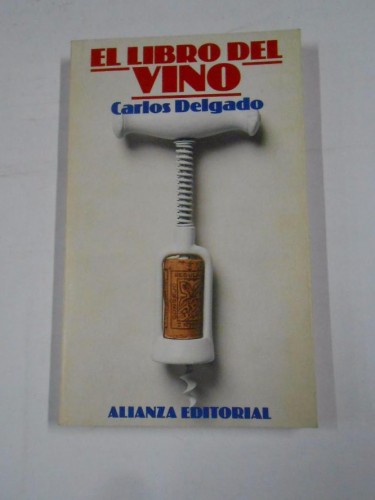 EL LIBRO DEL
VINO
Carlos Delgado
ALIANZA EDITORIAL